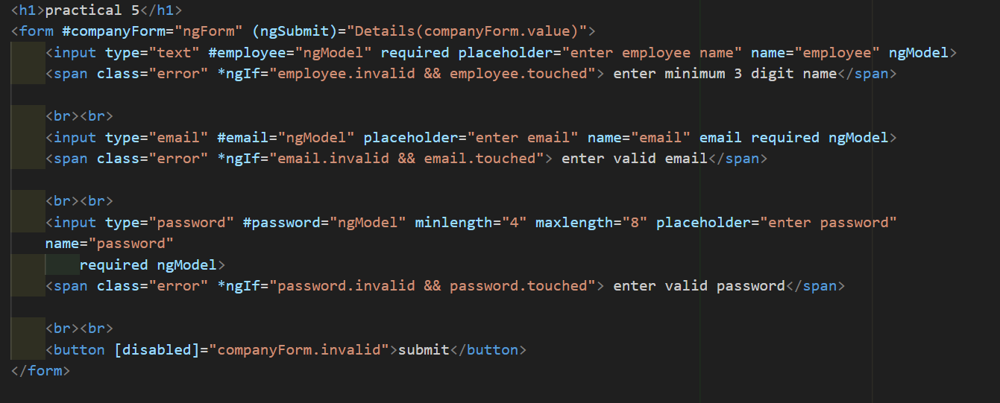 <h1>practical 5</h1>
<form #companyForm="ngForm" (ngSubmit)="Details(companyForm.value)">
<input type="text" #employee="ngModel" required placeholder="enter employee name" name="employee" ngModel>
<span class="error" *ngIf="employee.invalid && employee.touched"> enter minimum 3 digit name</span>
<br><br>
<input type="email" #email="ngModel" placeholder="enter email" name="email" email required ngModel>
<span class="error" *ngIf="email.invalid && email.touched"> enter valid email</span>
<br><br>
<input type="password" #password="ngModel" minlength="4" maxlength="8" placeholder="enter password"
name="password"
required ngModel>
<span class="error" *ngIf="password.invalid && password.touched"> enter valid password</span>
<br><br>
<button [disabled]="companyForm.invalid">submit</button>
</form>